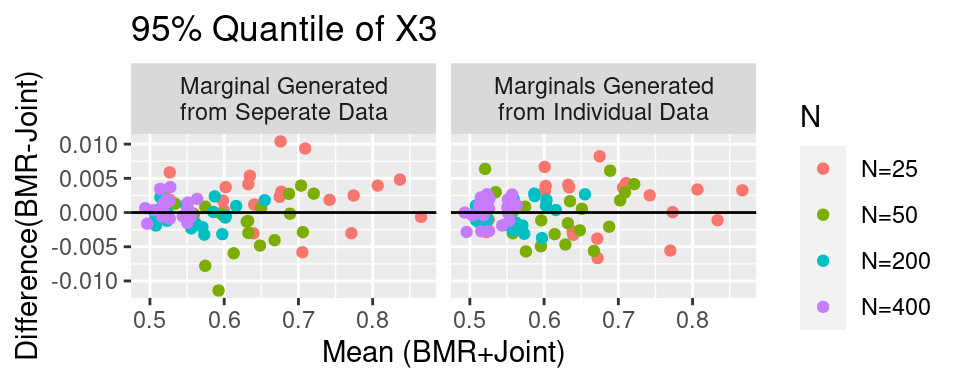 95% Quantile of X3
Marginal Generated
from Seperate Data
Marginals Generated
from Individual Data
Difference(BMR-Joint)
0.010
0.005
0.000
-0.005
-0.010
0.5 0.6 0.7 0.8
0.5 0.6 0.7 0.8
Mean (BMR+Joint)
N
N=25
N=50
N=200
N=400